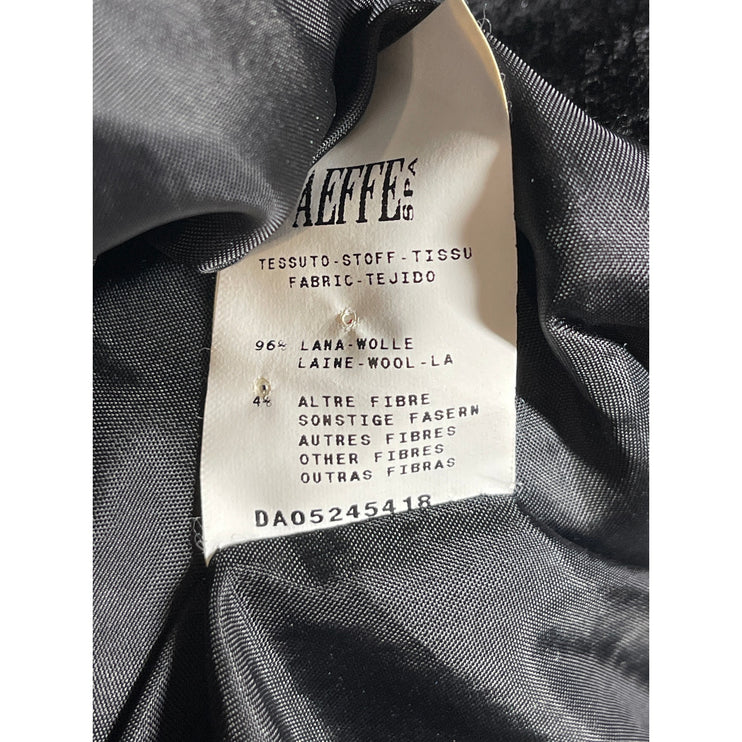 AEFFE SPA
TESSUTO-STOFF-TISSU
FABRIC-TEJIDO
96% LANA-WOLLE
LAINE-WOOL-LA
4% ALTRE FIBRE
SONSTIGE FASERN
AUTRES FIBRES
OTHER FIBRES
OUTRAS FIBRAS
DA05245418